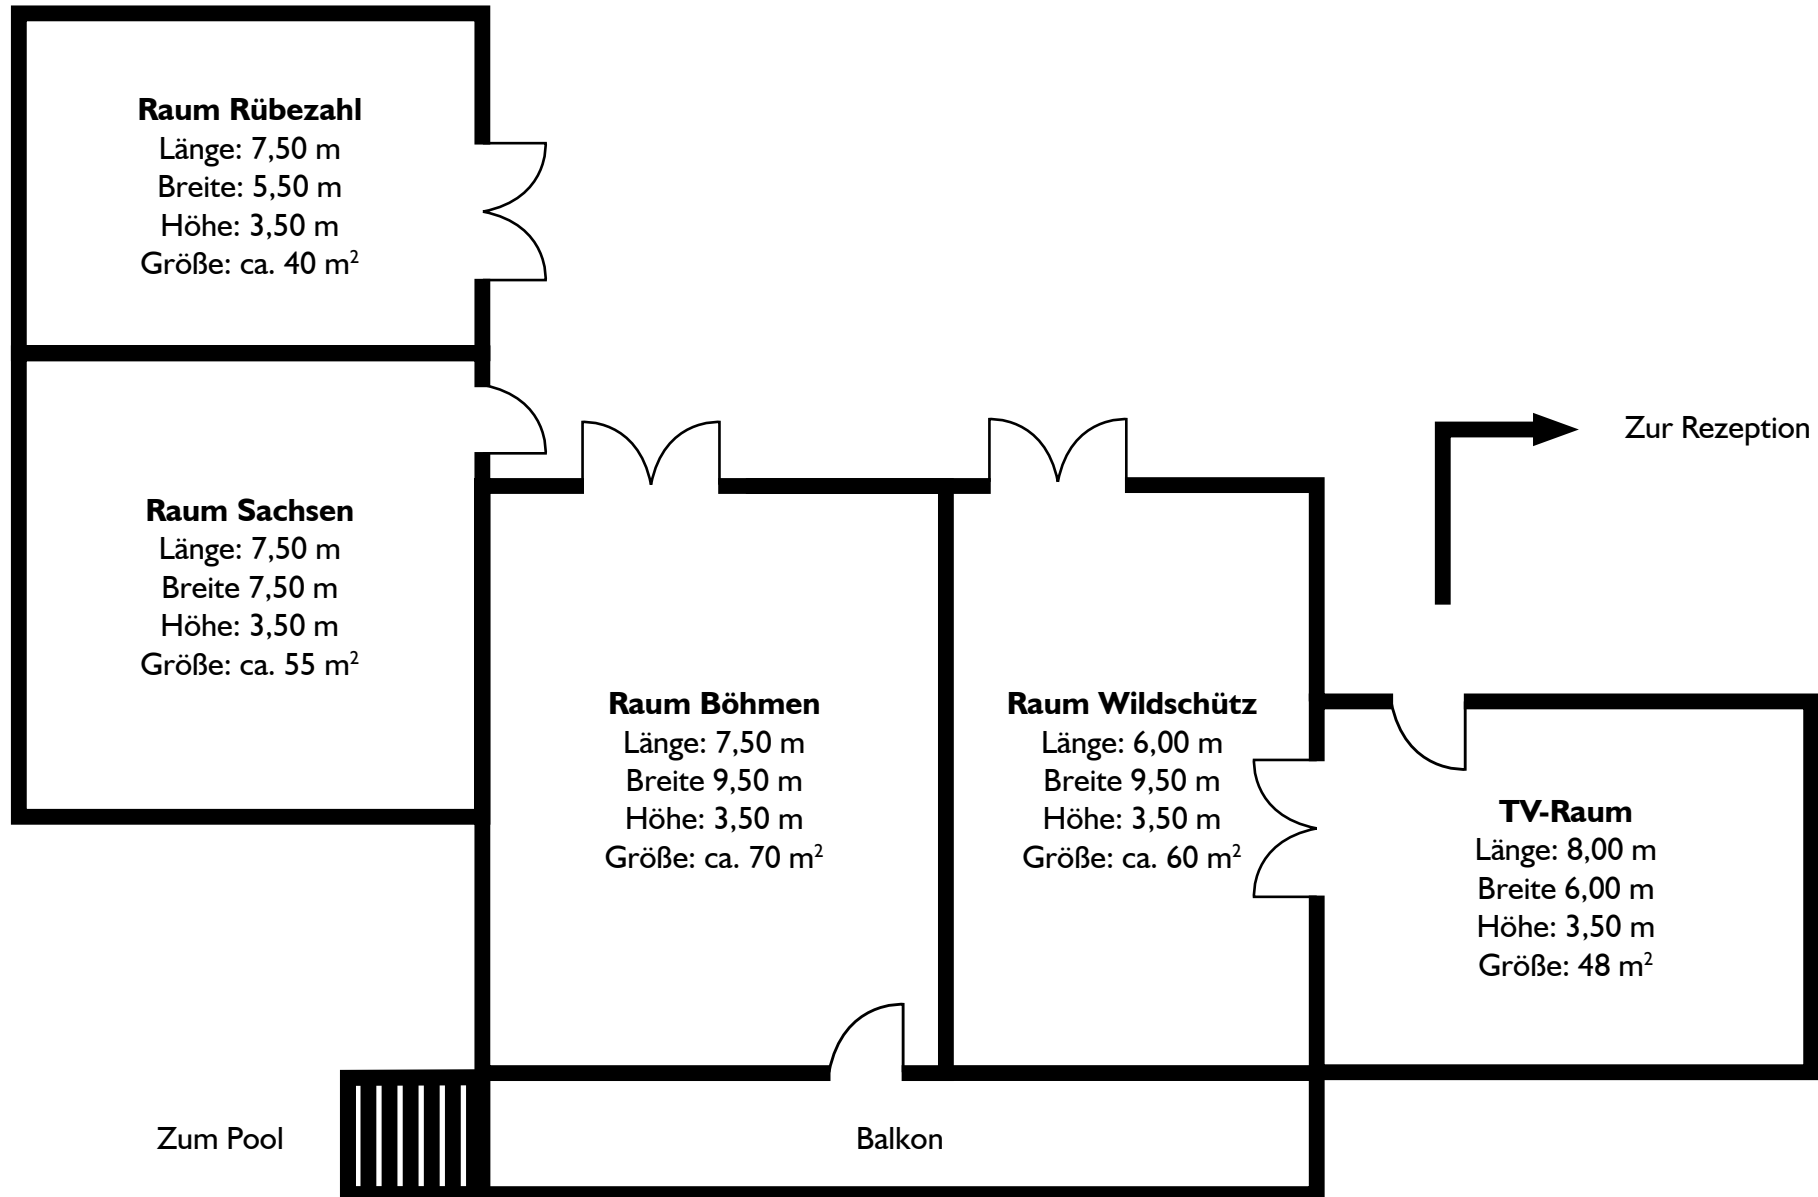 Raum Rübezahl
Länge: 7,50 m
Breite: 5,50 m
Höhe: 3,50 m
Größe: ca. 40 m²
Zur Rezeption
Raum Sachsen
Länge: 7,50 m
Breite 7,50 m
Höhe: 3,50 m
Größe: ca. 55 m²
Raum Böhmen
Länge: 7,50 m
Breite 9,50 m
Höhe: 3,50 m
Größe: ca. 70 m²
Raum Wildschütz
Länge: 6,00 m
Breite 9,50 m
Höhe: 3,50 m
Größe: ca. 60 m²
TV-Raum
Länge: 8,00 m
Breite 6,00 m
Höhe: 3,50 m
Größe: 48 m²
Zum Pool
Balkon